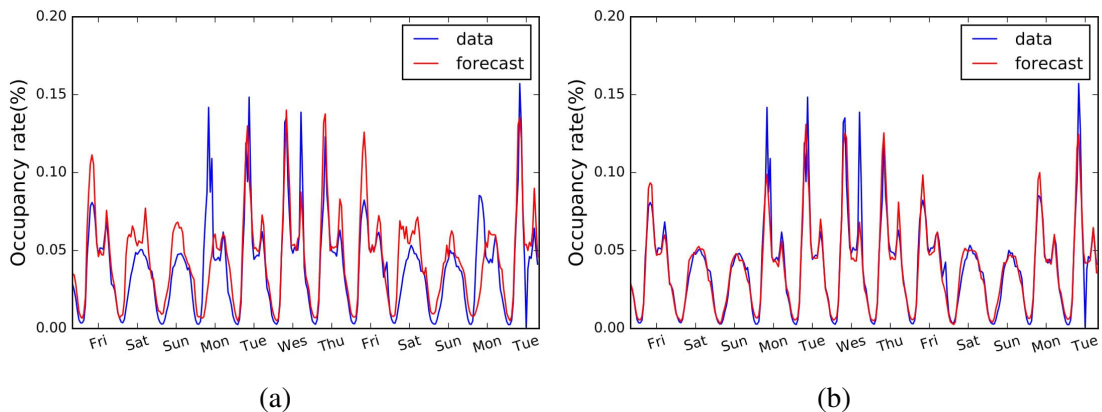 0.20
0.15
0.10
0.05
0.00
Occupancy rate(%)
data
forecast
Fri Sat Sun Mon Tue Wes Thu Fri Sat Sun Mon Tue
(a)
0.20
0.15
0.10
0.05
0.00
Occupancy rate(%)
data
forecast
Fri Sat Sun Mon Tue Wes Thu Fri Sat Sun Mon Tue
(b)